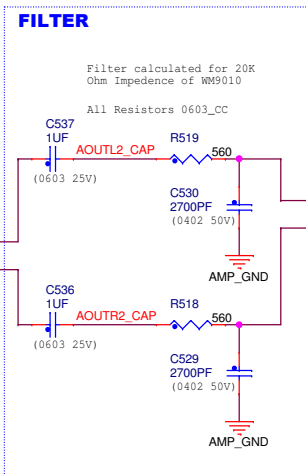 FILTER
Filter calculated for 20K
Ohm Impedence of WM9010
All Resistors 0603_CC
C537
1UF
AOUTL2_CAP
R519
560
(0603 25V)
C530
2700PF
(0402 50V)
AMP_GND
C536
1UF
AOUTR2_CAP
R518
560
(0603 25V)
C529
2700PF
(0402 50V)
AMP_GND